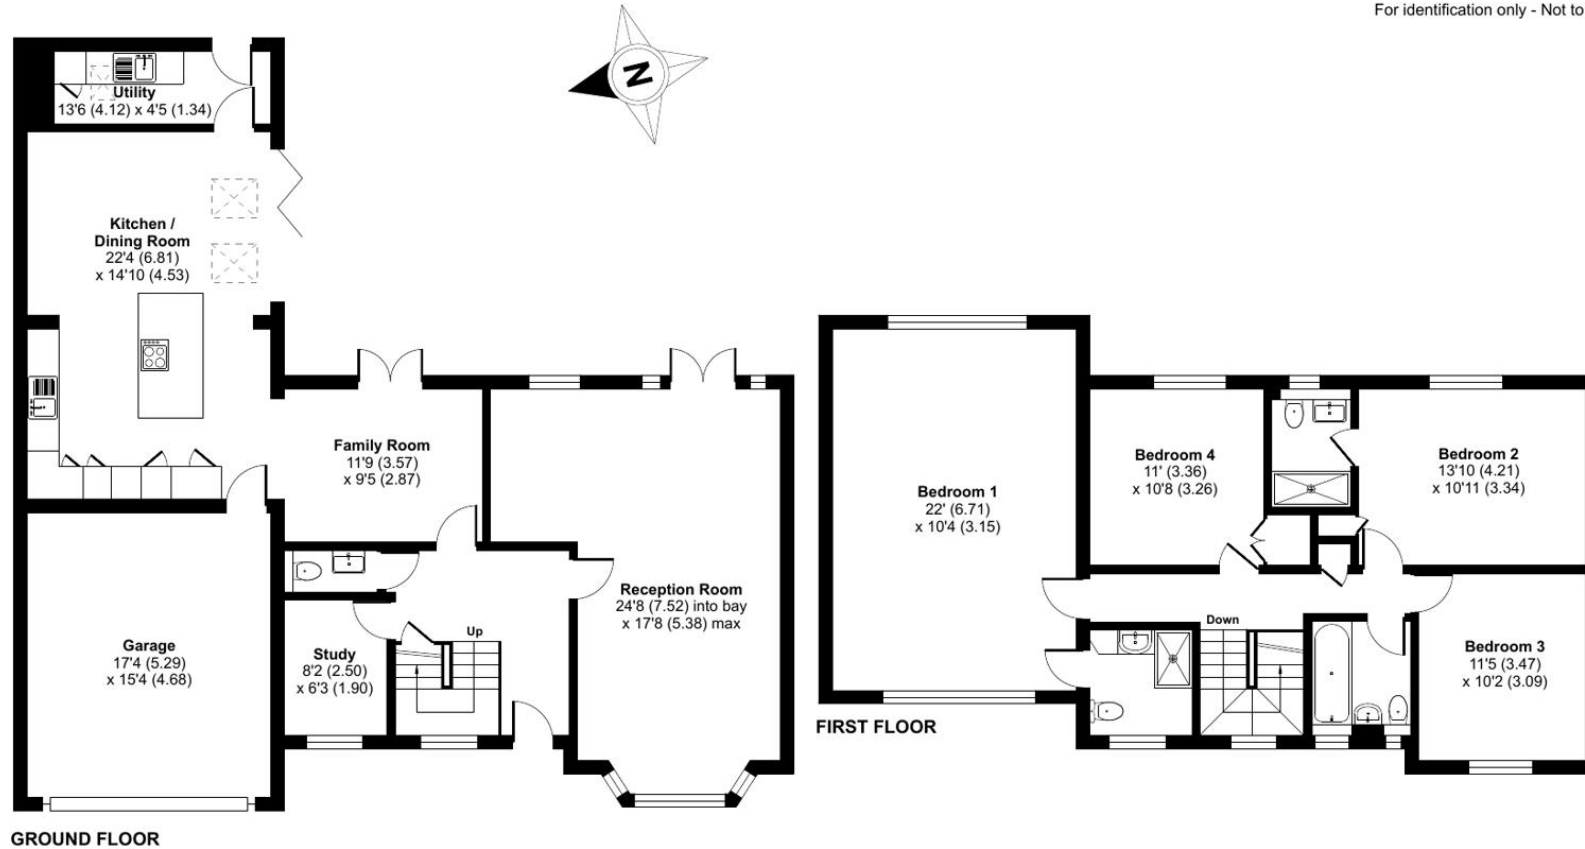 For identification only - Not to
N
Utility
13'6 (4.12) x 4'5 (1.34)
Kitchen /
Dining Room
22'4 (6.81)
x 14'10 (4.53)
Family Room
11'9 (3.57)
x 9'5 (2.87)
Reception Room
24'8 (7.52) into bay
x 17'8 (5.38) max
Garage
17'4 (5.29)
x 15'4 (4.68)
Study
8'2 (2.50)
x 6'3 (1.90)
Up
GROUND FLOOR
Bedroom 1
22' (6.71)
x 10'4 (3.15)
Bedroom 4
11' (3.36)
x 10'8 (3.26)
Bedroom 2
13'10 (4.21)
x 10'11 (3.34)
Down
Bedroom 3
11'5 (3.47)
x 10'2 (3.09)
FIRST FLOOR